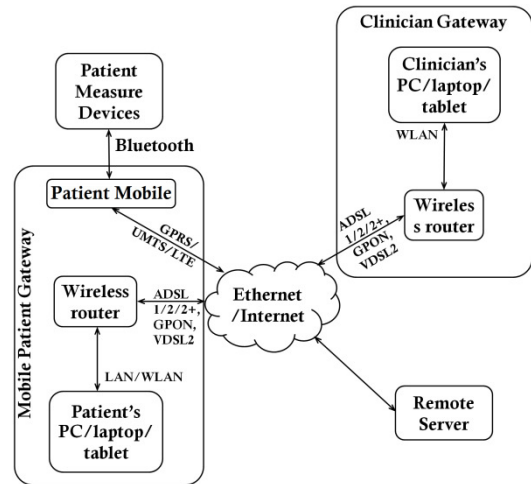 Clinician Gateway
Patient
Measure
Devices
Clinician's
PC/laptop/
tablet
Bluetooth
WLAN
Patient Mobile
Wireles
s router
GPRS/
UMTS/LTE
ADSL
1/2/2+,
GPON,
VDSL2
Mobile Patient Gateway
Wireless
router
ADSL
1/2/2+,
GPON,
VDSL2
Ethernet
/Internet
LAN/WLAN
Patient's
PC/laptop/
tablet
Remote
Server